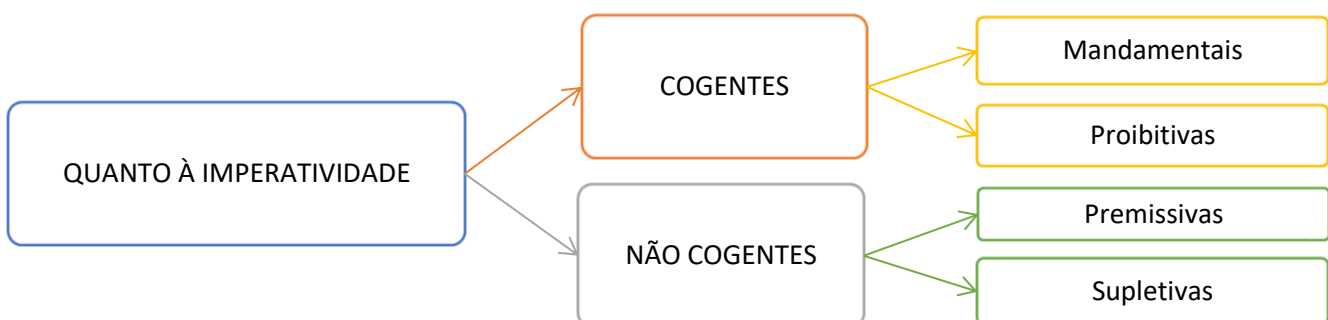 QUANTO À IMPERATIVIDADE
COGENTES
Mandamentais
Proibitivas
NÃO COGENTES
Premissivas
Supletivas